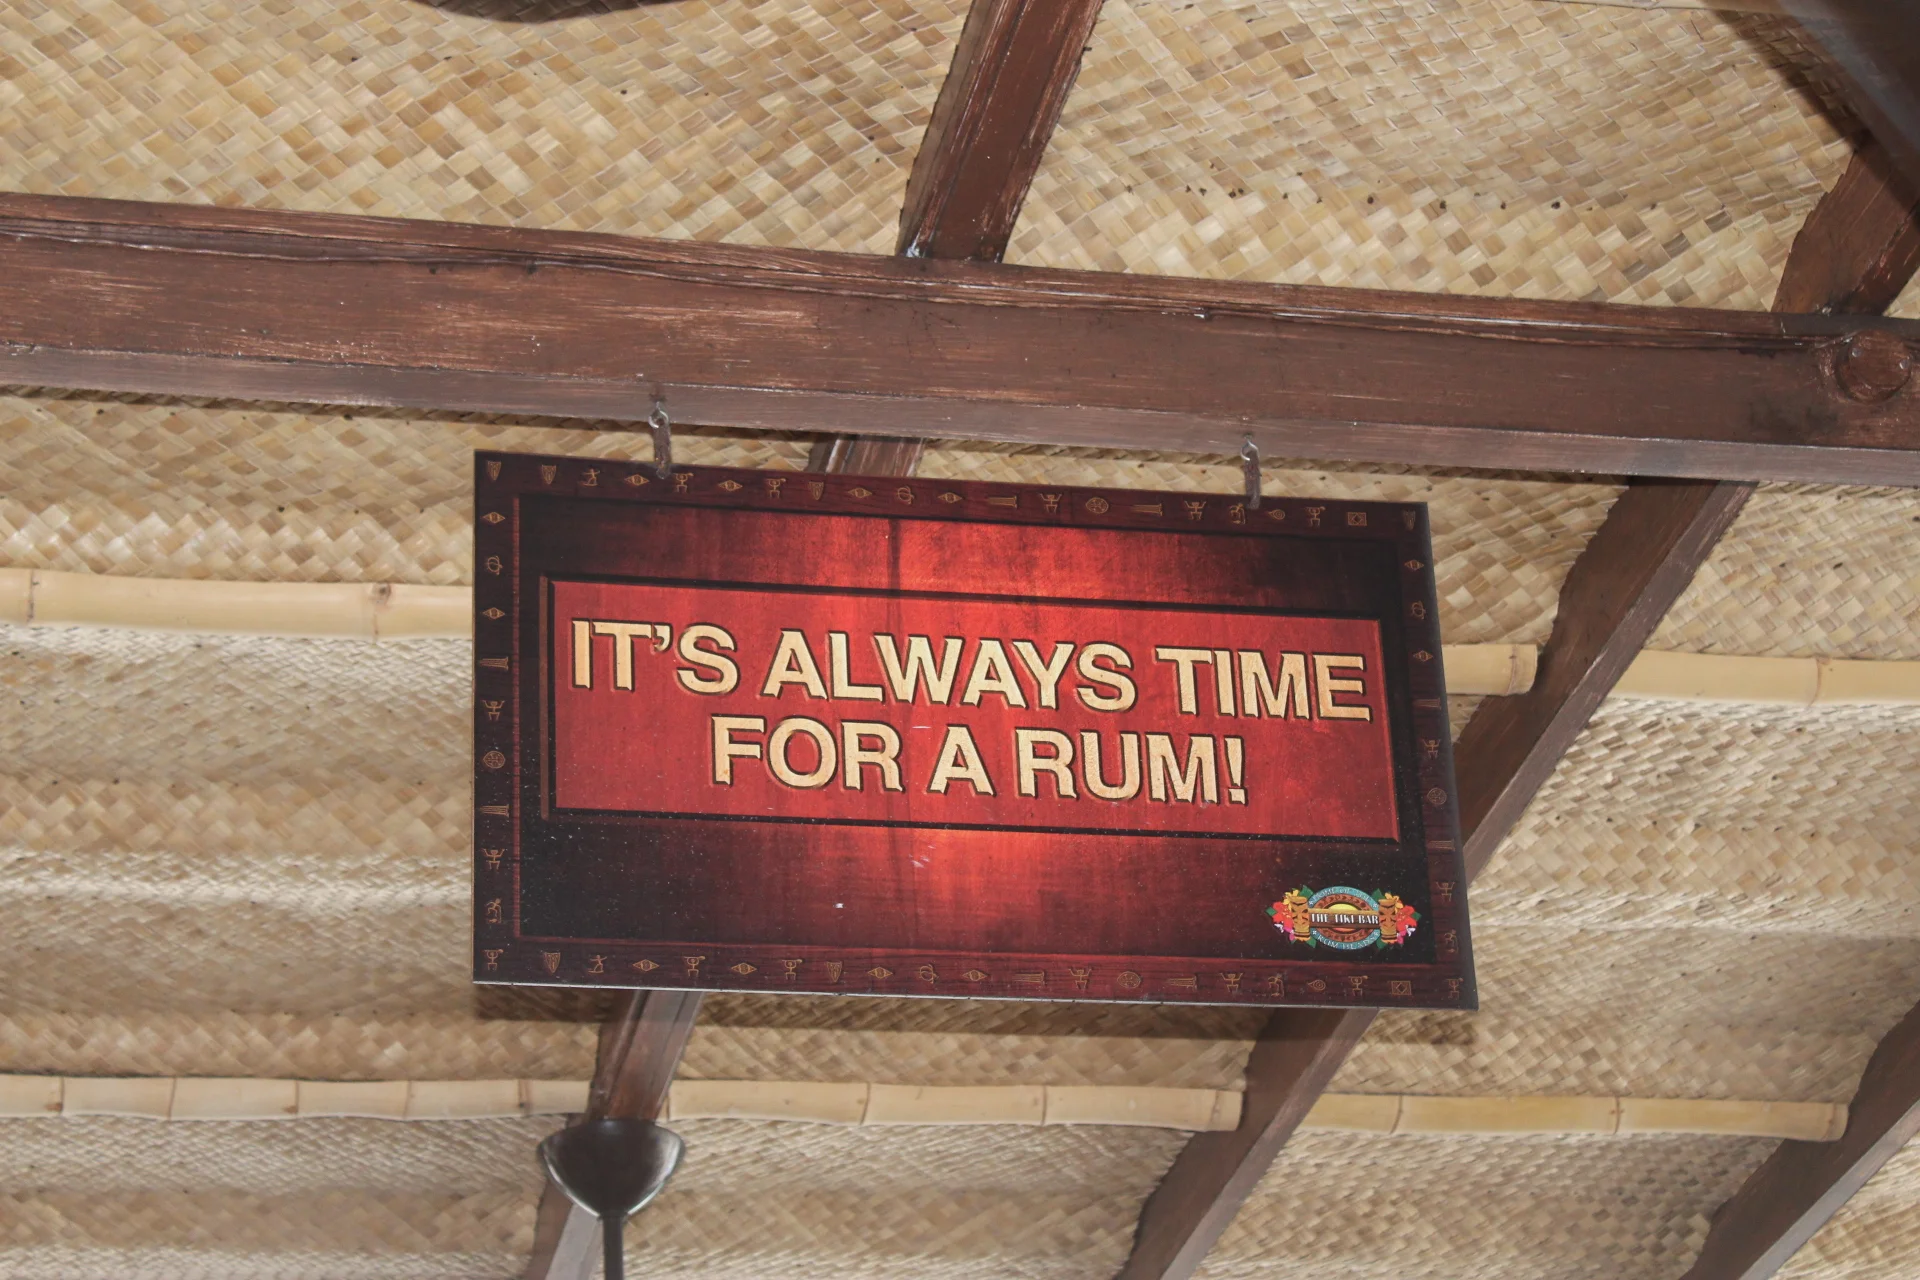 IT'S ALWAYS TIME
FOR A RUM!
THE TIKI BAR